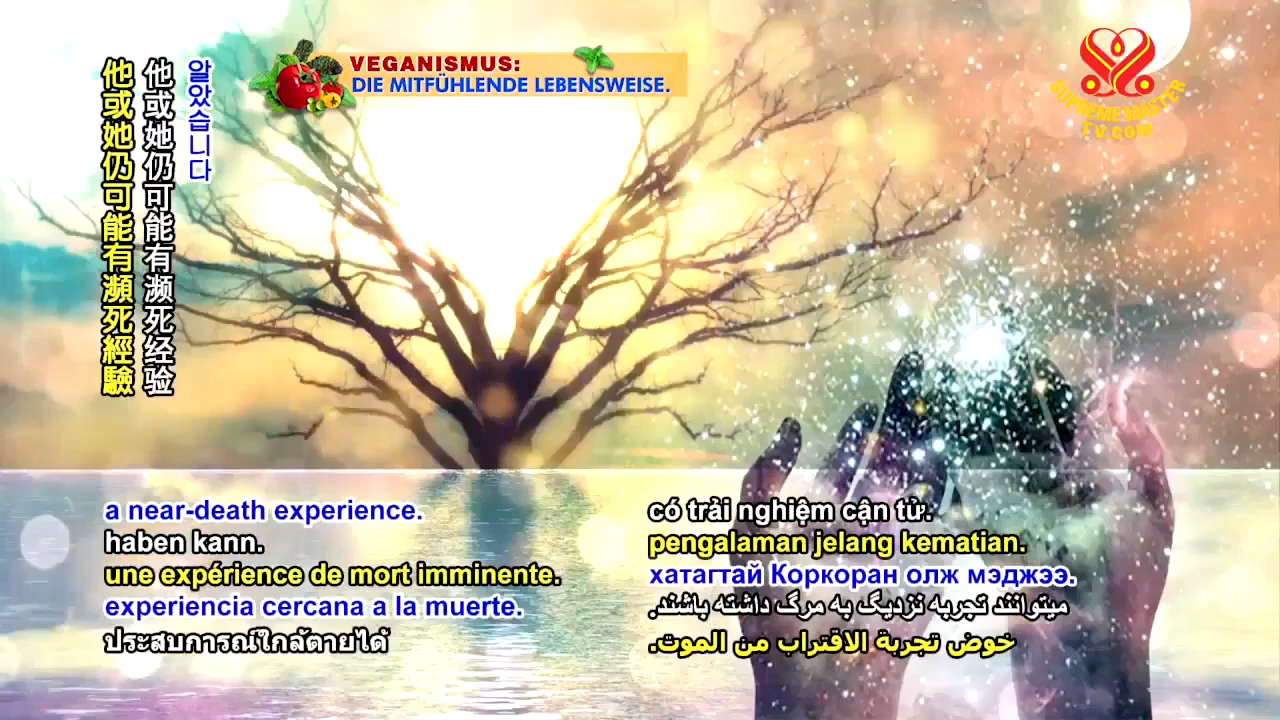 VEGANISMUS:
DIE MITFÜHLENDE LEBENSWEISE.
SUPREME MASTER
TV.COM
알았습니다
他或她仍可能有濒死经验
他或她仍可能有瀕死經驗
a near-death experience.
haben kann.
une expérience de mort imminente.
experiencia cercana a la muerte.
ประสบการณ์ใกล้ตายได้
có trải nghiệm cận tử.
pengalaman jelang kematian.
хатагтай Коркоран олж мэджээ.
میتوانند تجربه نزدیگ به مرگ داشته باشند.
خوض تجربة الاقتراب من الموت.